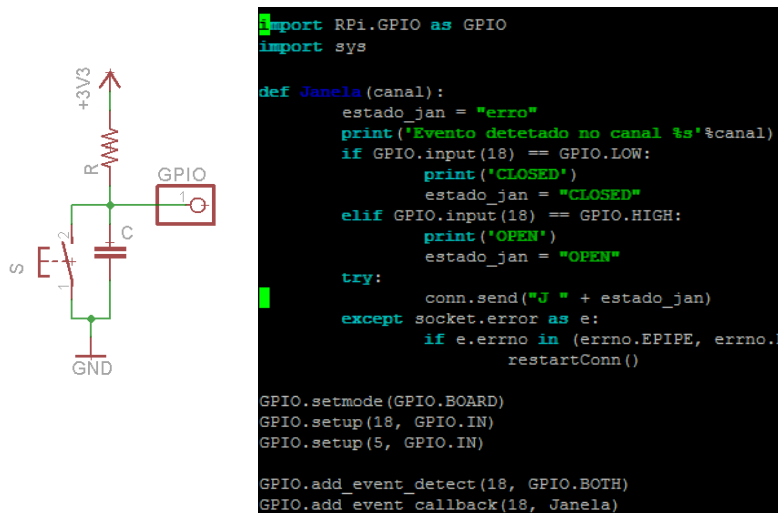 +3V3
R
GPIO
1
2
C
S
1
GND
import RPi.GPIO as GPIO
import sys
def Janela(canal):
estado_jan = "erro"
print('Evento detetado no canal %s'%canal)
if GPIO.input(18) == GPIO.LOW:
print('CLOSED')
estado_jan = "CLOSED"
elif GPIO.input(18) == GPIO.HIGH:
print('OPEN')
estado_jan = "OPEN"
try:
conn.send("J " + estado_jan)
except socket.error as e:
if e.errno in (errno.EPIPE, errno.
restartConn()
GPIO.setmode(GPIO.BOARD)
GPIO.setup(18, GPIO.IN)
GPIO.setup(5, GPIO.IN)
GPIO.add_event_detect(18, GPIO.BOTH)
GPIO.add_event_callback(18, Janela)